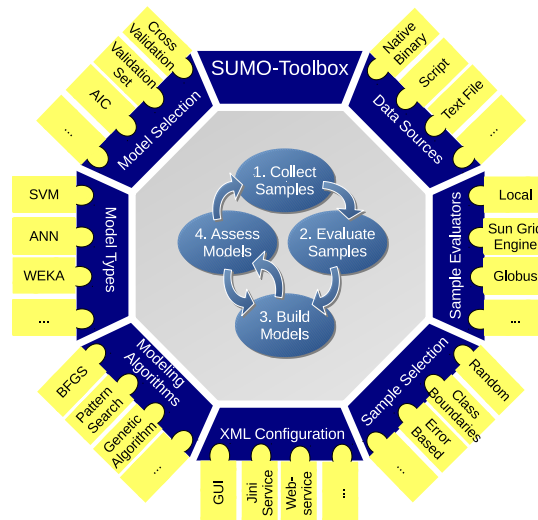 SUMO-Toolbox
Cross
Validation
Validation
Set
AIC
...
Model Selection
Native
Binary
Script
Text File
...
Data Sources
1. Collect
Samples
4. Assess
Models
2. Evaluate
Samples
3. Build
Models
SVM
ANN
WEKA
...
Model Types
Local
Sun Grid
Engine
Globus
...
Sample Evaluators
BFGS
Pattern
Search
Genetic
Algorithm
...
Modeling
Algorithms
XML Configuration
GUI
Jini
Service
Web-
service
...
Sample Selection
Random
Class
Boundaries
Error
Based
...